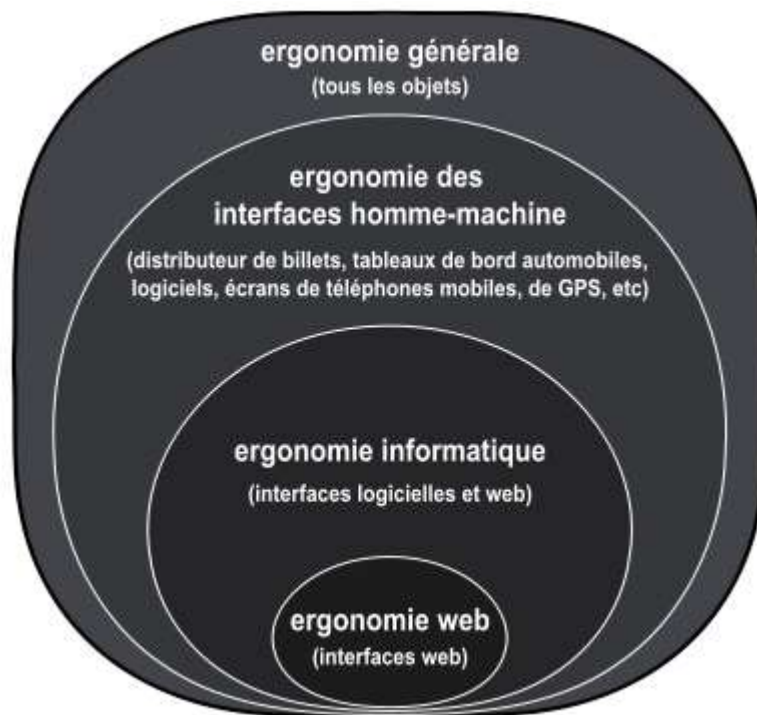 ergonomie générale
(tous les objets)
ergonomie des
interfaces homme-machine
(distributeur de billets, tableaux de bord automobiles,
logiciels, écrans de téléphones mobiles, de GPS, etc)
ergonomie informatique
(interfaces logicielles et web)
ergonomie web
(interfaces web)